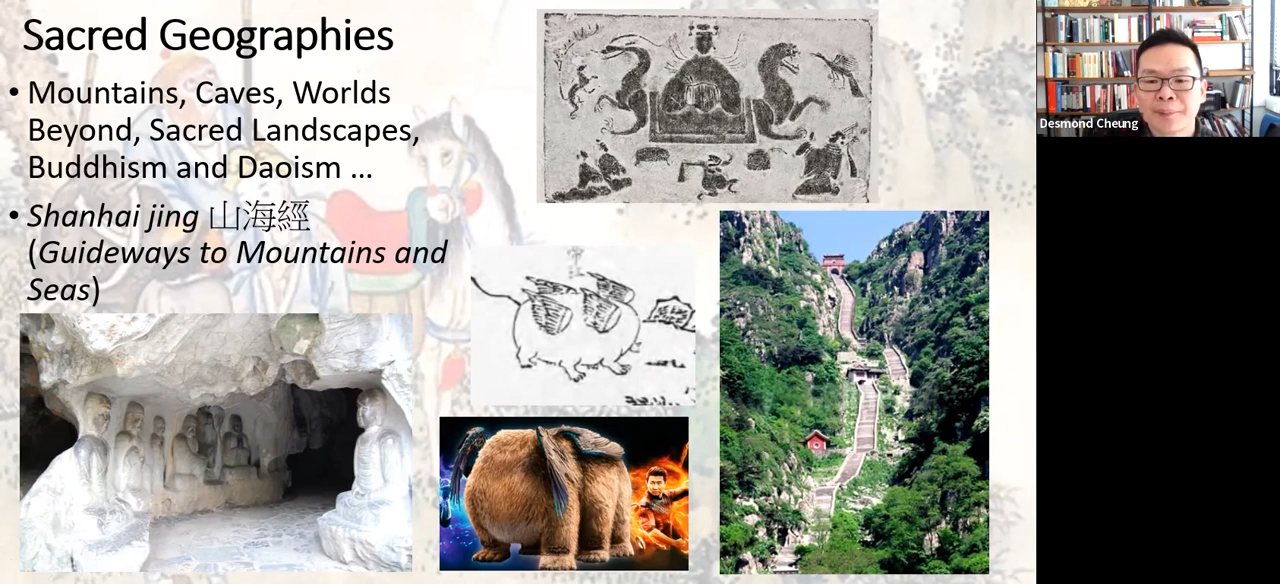 Sacred Geographies
• Mountains, Caves, Worlds
Beyond, Sacred Landscapes,
Buddhism and Daoism ...
• Shanhai jing 山海經
(Guideways to Mountains and
Seas)
Desmond Cheung